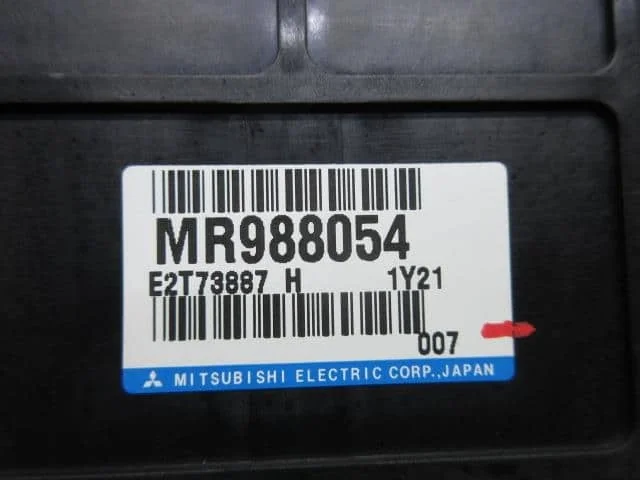 MR988054
E2T73887 H 1Y21
007
MITSUBISHI ELECTRIC CORP.,JAPAN